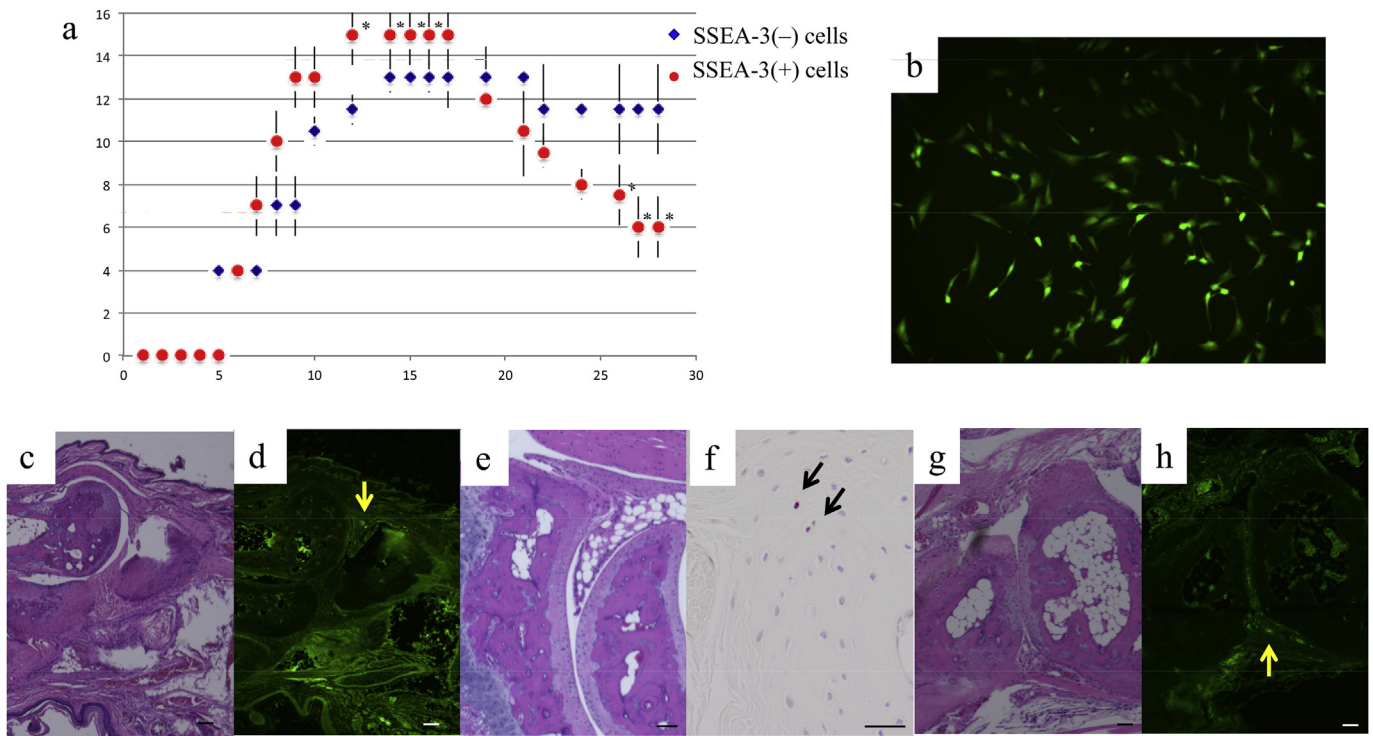 a
16
14
12
10
8
6
4
2
0
0 5 10 15 20 25 30
* * * *
* * *
SSEA-3(–) cells
SSEA-3(+) cells
b
c
d
e
f
g
h